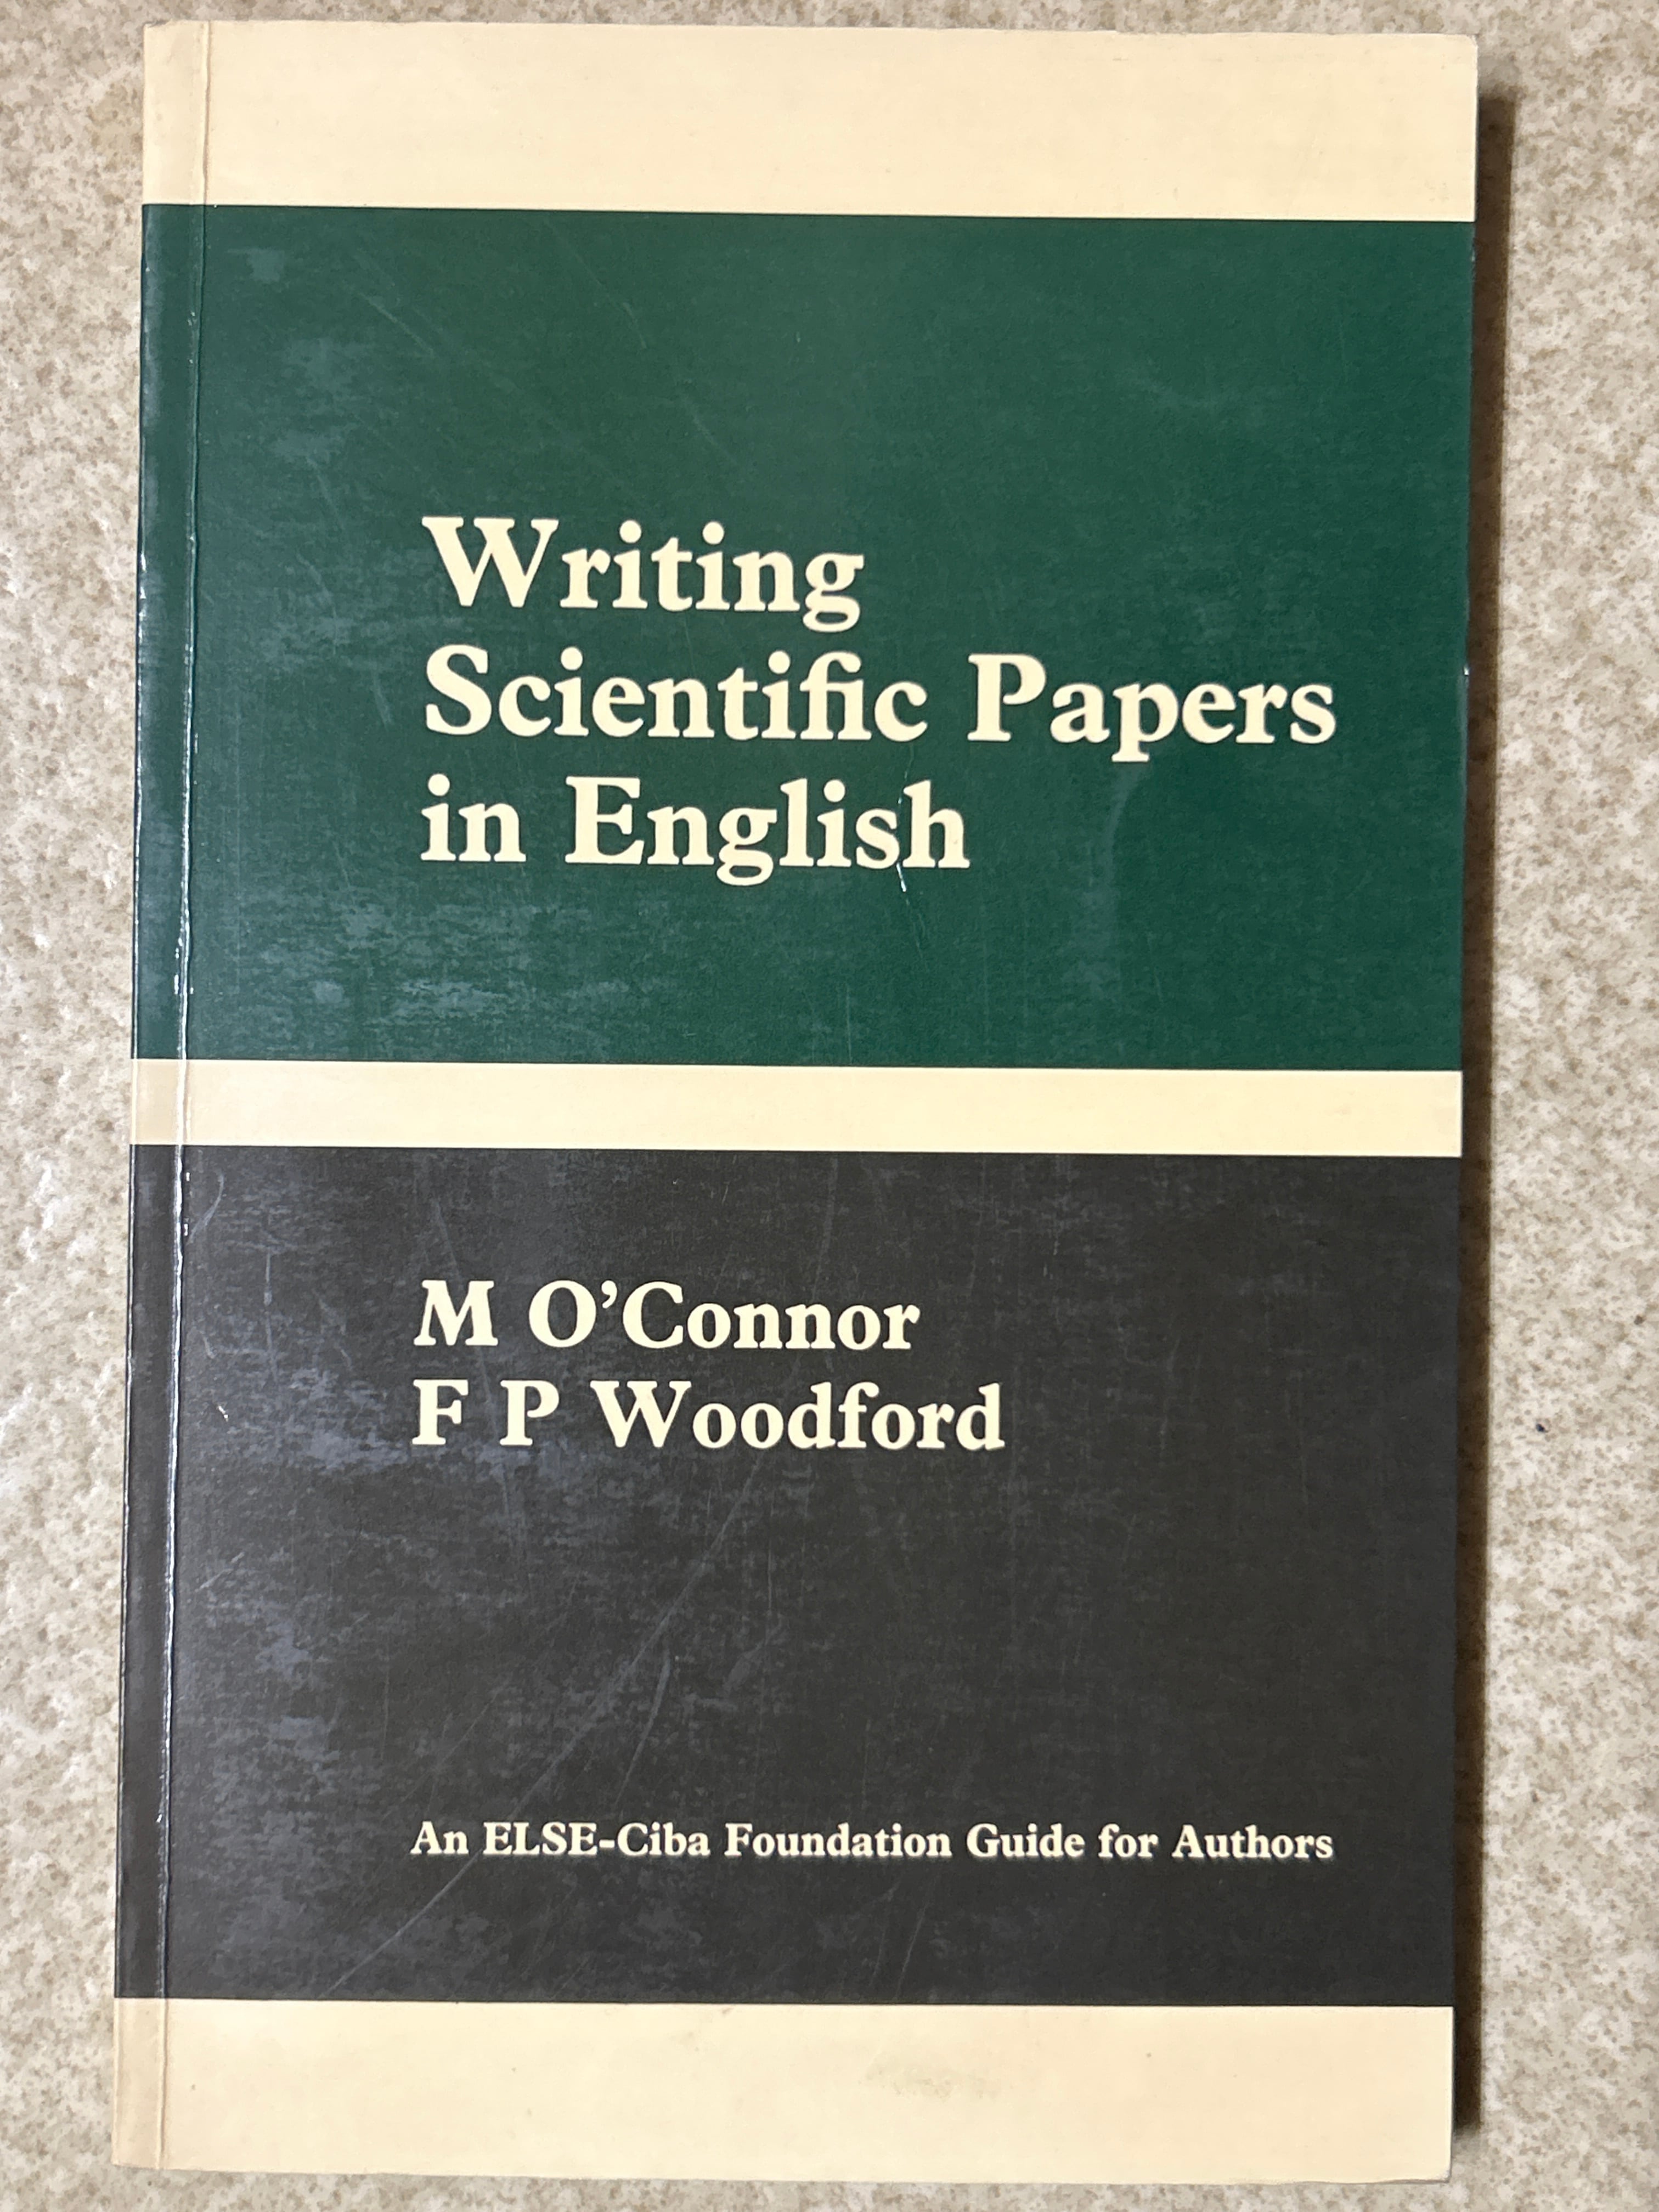 Writing
Scientific Papers
in English
M O’Connor
F P Woodford
An ELSE-Ciba Foundation Guide for Authors